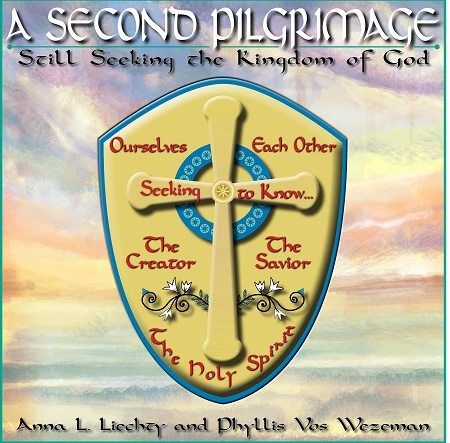 A SECOND PILGRIMAGE
Still Seeking the Kingdom of God
Ourselves Each Other
Seeking to Know...
The Creator
The Savior
The Holy Spirit
Anna L. Liechty and Phyllis Vos Wezeman